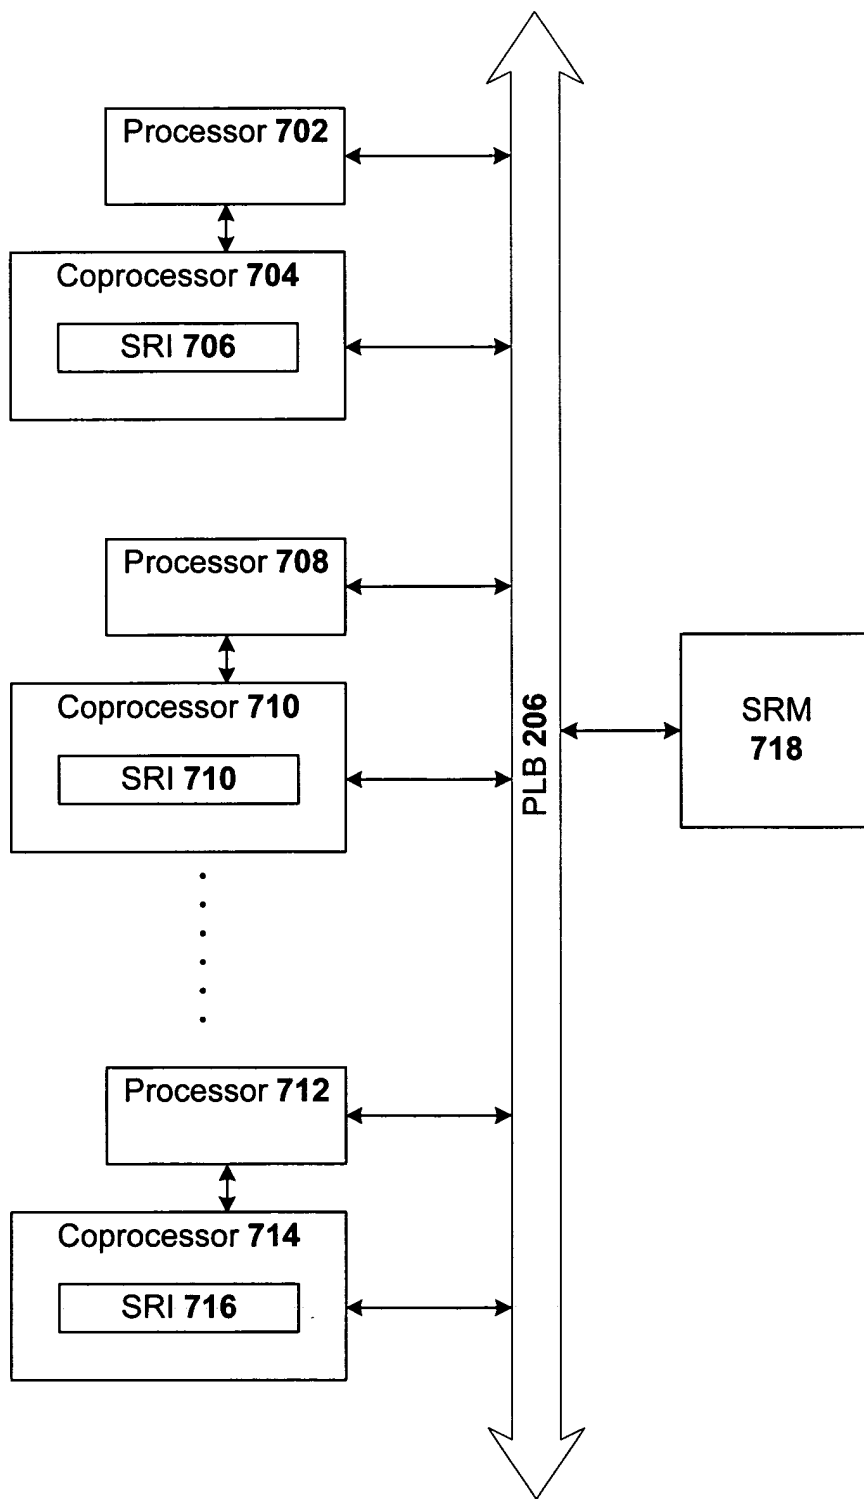 Processor 702
Coprocessor 704
SRI 706
Processor 708
Coprocessor 710
SRI 710
PLB 206
SRM
718
Processor 712
Coprocessor 714
SRI 716